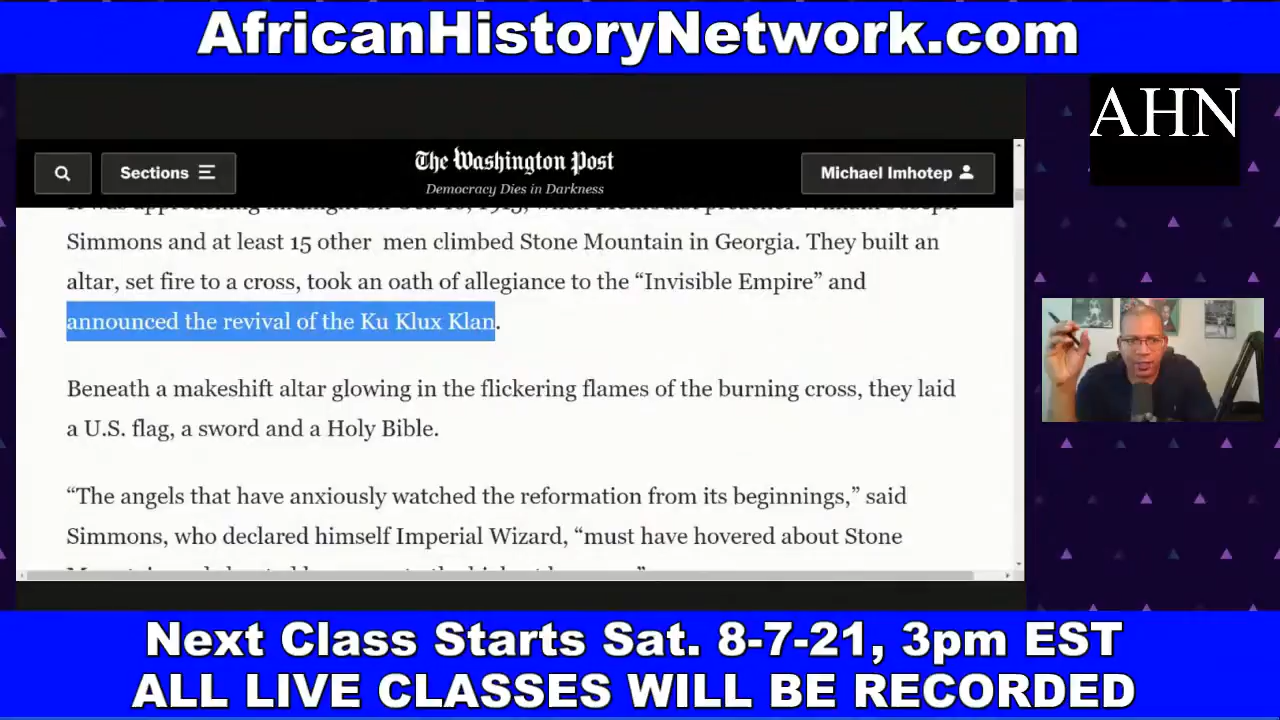 AfricanHistoryNetwork.com
AHN
Sections
The Washington Post
Democracy Dies in Darkness
Michael Imhotep
Simmons and at least 15 other men climbed Stone Mountain in Georgia. They built an
altar, set fire to a cross, took an oath of allegiance to the “Invisible Empire” and
announced the revival of the Ku Klux Klan.
Beneath a makeshift altar glowing in the flickering flames of the burning cross, they laid
a U.S. flag, a sword and a Holy Bible.
“The angels that have anxiously watched the reformation from its beginnings,” said
Simmons, who declared himself Imperial Wizard, “must have hovered about Stone
Next Class Starts Sat. 8-7-21, 3pm EST
ALL LIVE CLASSES WILL BE RECORDED